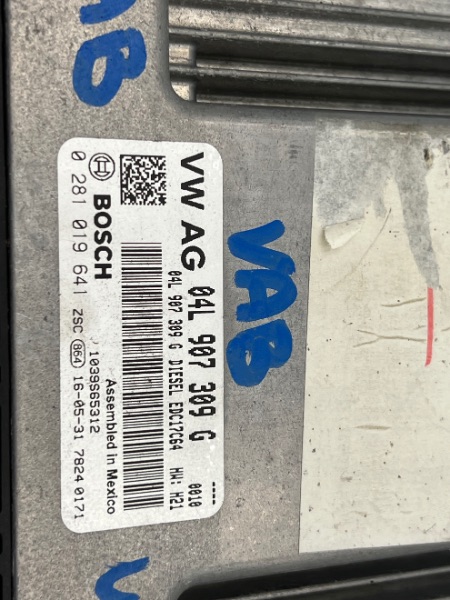 VAB
VW AG 04L 907 309 G ----
04L 907 309 G DIESEL EDC17C64 HW: H21
0010
BOSCH
Assembled in Mexico
1039S65312
0 281 019 641 ZSC 864 16-05-31 7824 0171
VAB